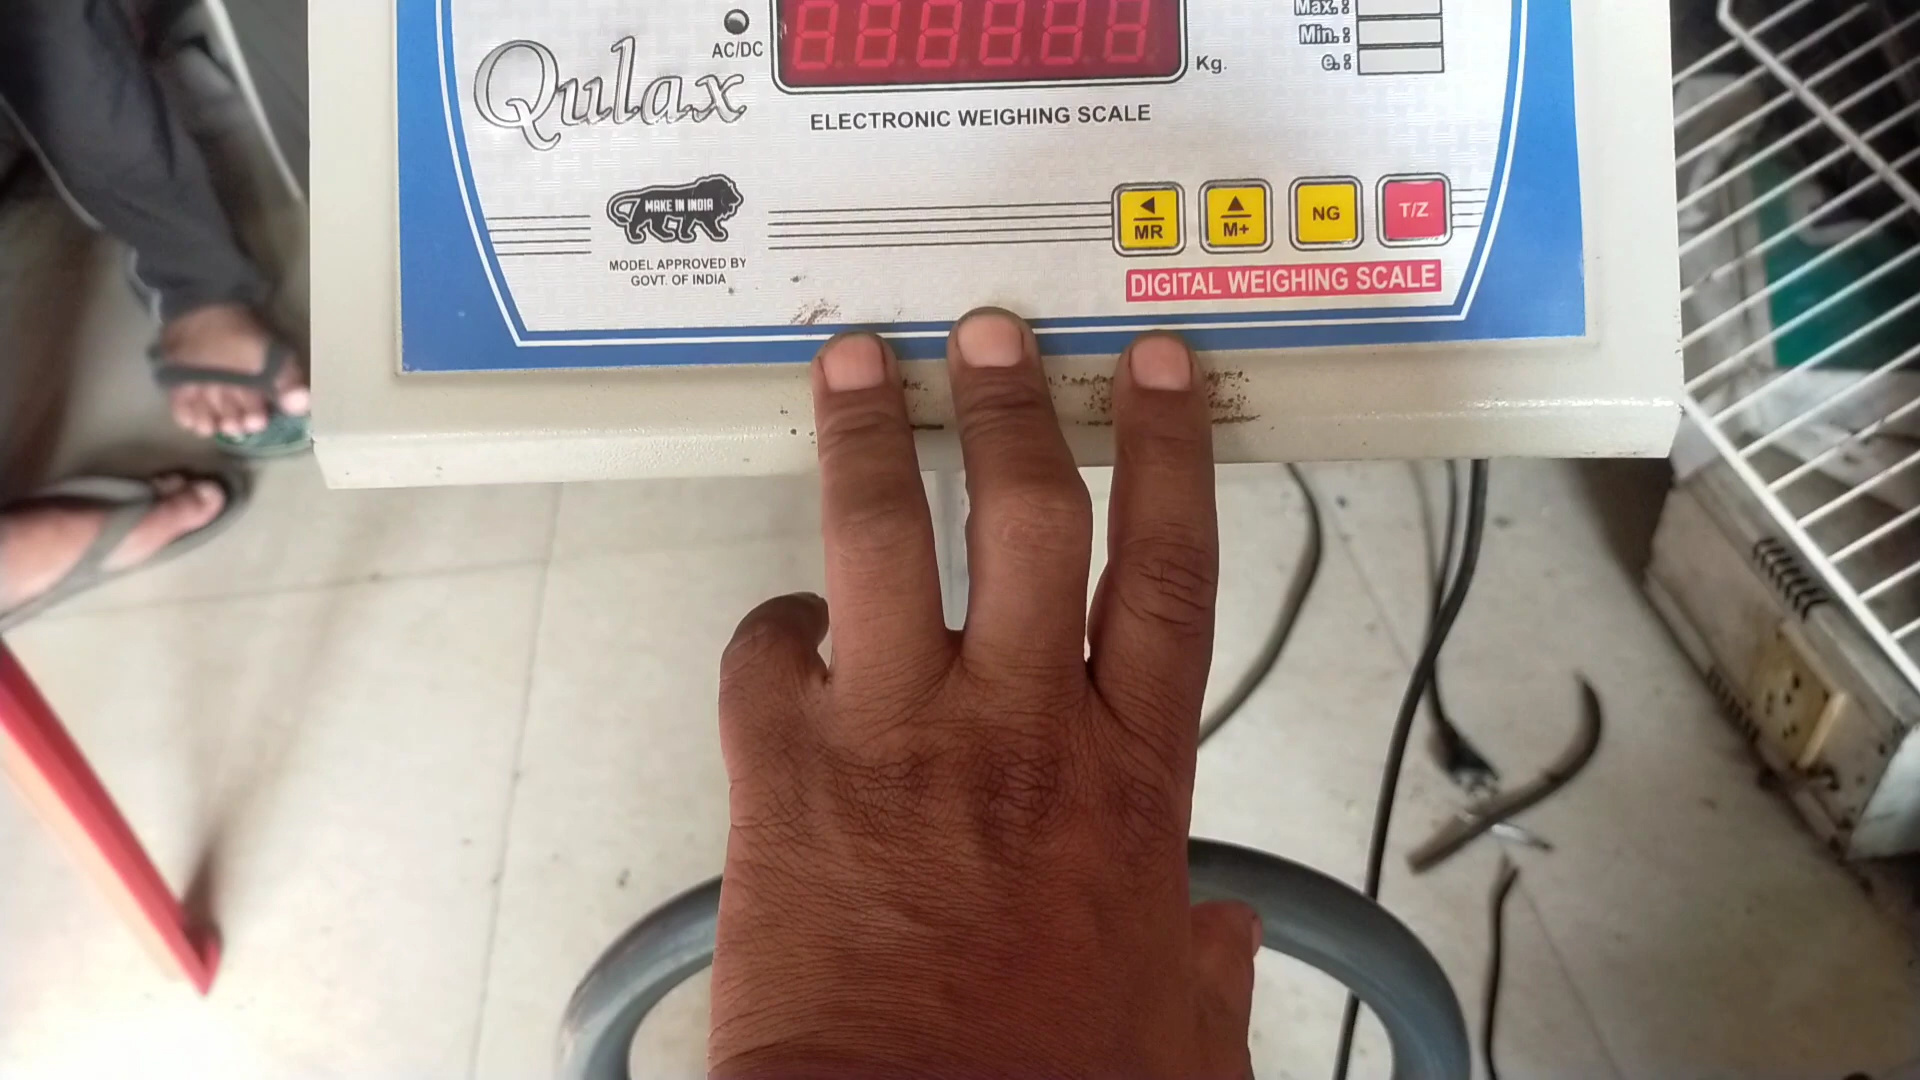 Max.:
Min.:
e.:
AC/DC
Kg.
Qulax
ELECTRONIC WEIGHING SCALE
MAKE IN INDIA
MODEL APPROVED BY
GOVT. OF INDIA
MR
M+
NG
T/Z
DIGITAL WEIGHING SCALE